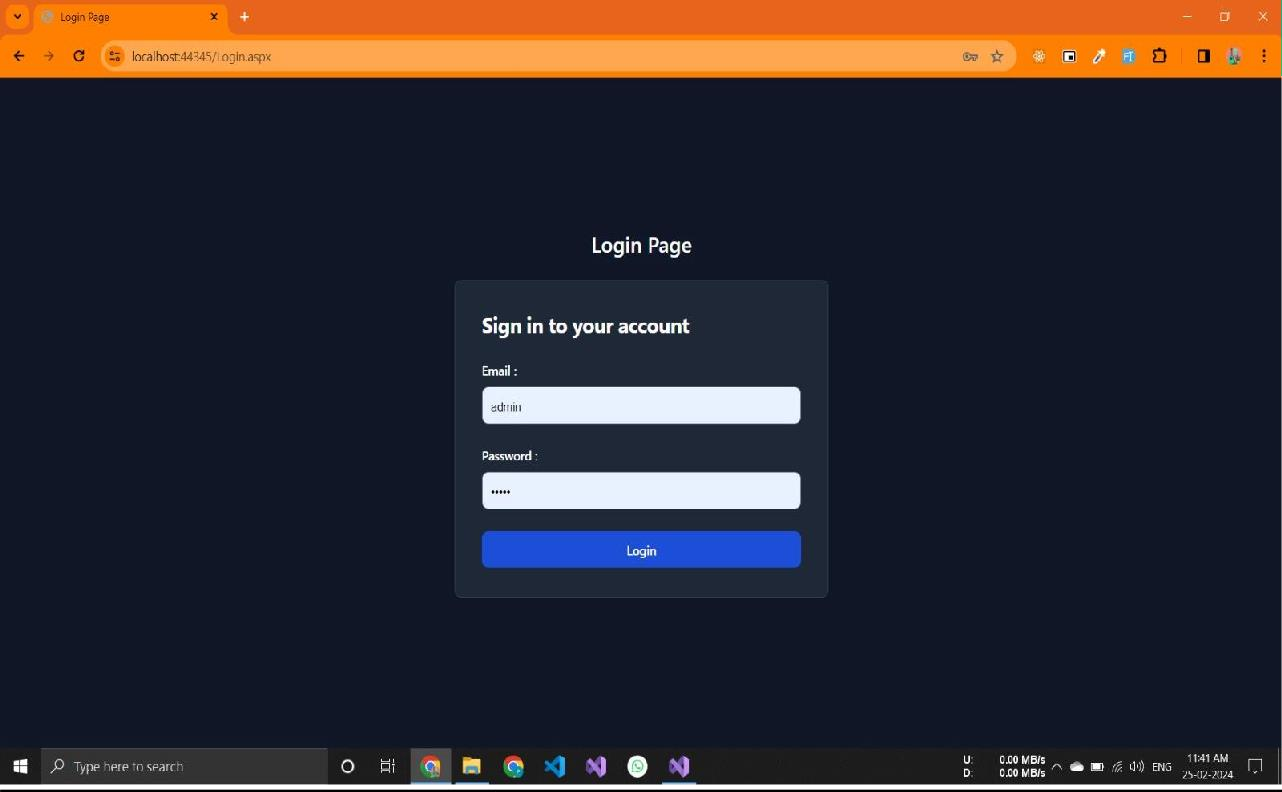 Login Page
localhost:44345/Login.aspx
FT
Login Page
Sign in to your account
Email :
admin
Password :
•••••
Login
Type here to search
U: 0.00 MB/s
D: 0.00 MB/s
ENG
11:41 AM
25-02-2024